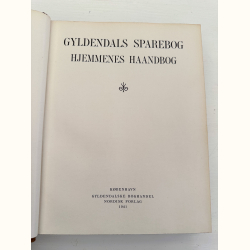 GYLDENDALS SPAREBOG
HJEMMENES HAANDBOG
KØBENHAVN
GYLDENDALSKE BOGHANDEL
NORDISK FORLAG